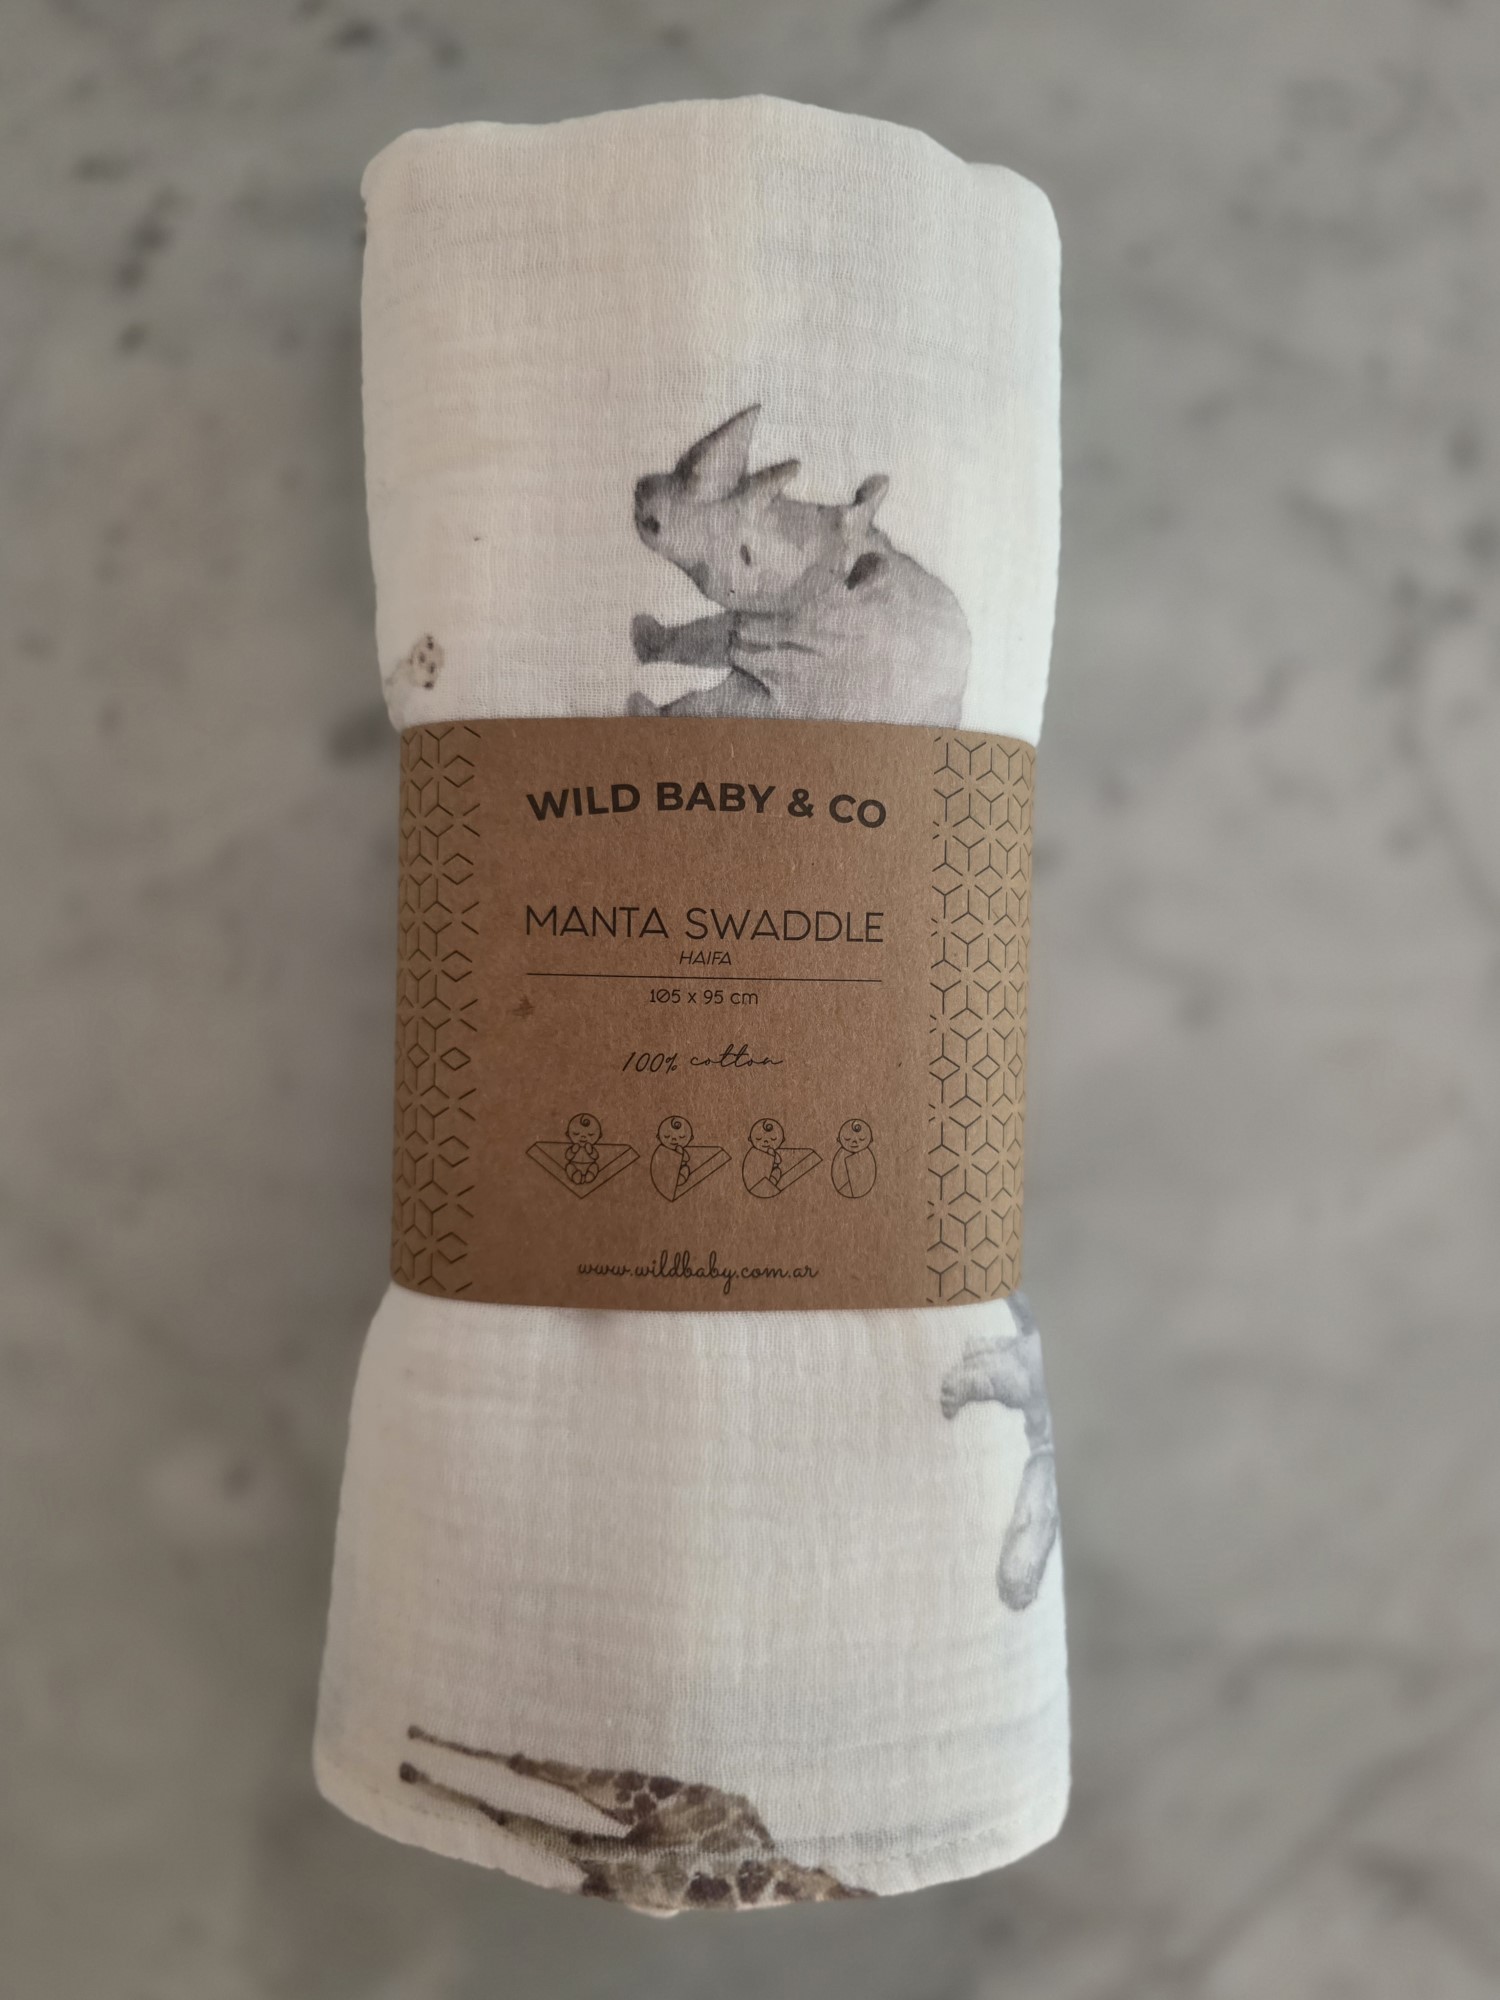 WILD BABY & CO
MANTA SWADDLE
HAIFA
105 x 95 cm
100% cotton
www.wildbaby.com.ar